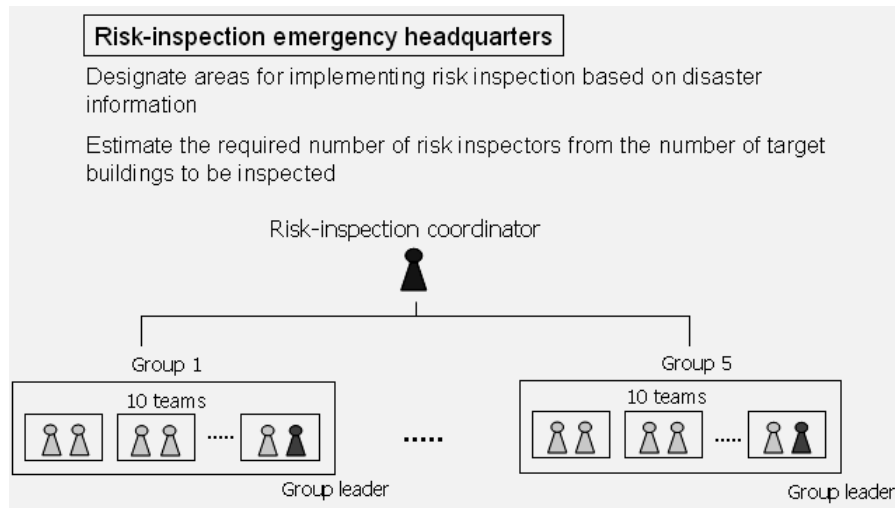 Risk-inspection emergency headquarters
Designate areas for implementing risk inspection based on disaster
information
Estimate the required number of risk inspectors from the number of target
buildings to be inspected
Risk-inspection coordinator
Group 1
Group 5
10 teams
10 teams
.....
.....
.....
Group leader
Group leader